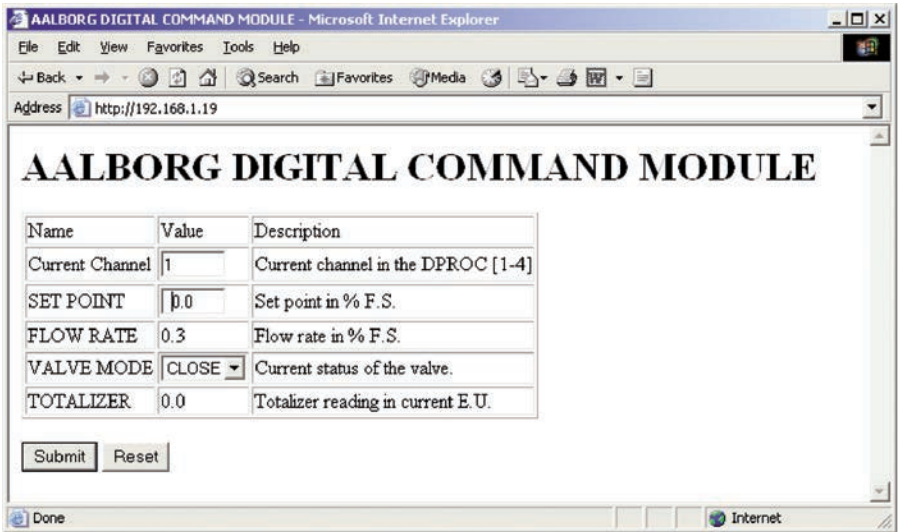 AALBORG DIGITAL COMMAND MODULE - Microsoft Internet Explorer
File Edit View Favorites Tools Help
Back Search Favorites Media
Address http://192.168.1.19
AALBORG DIGITAL COMMAND MODULE
Name Value Description
Current Channel 1 Current channel in the DPROC [1-4]
SET POINT 0.0 Set point in % F.S.
FLOW RATE 0.3 Flow rate in % F.S.
VALVE MODE CLOSE Current status of the valve.
TOTALIZER 0.0 Totalizer reading in current E.U.
Submit Reset
Done Internet